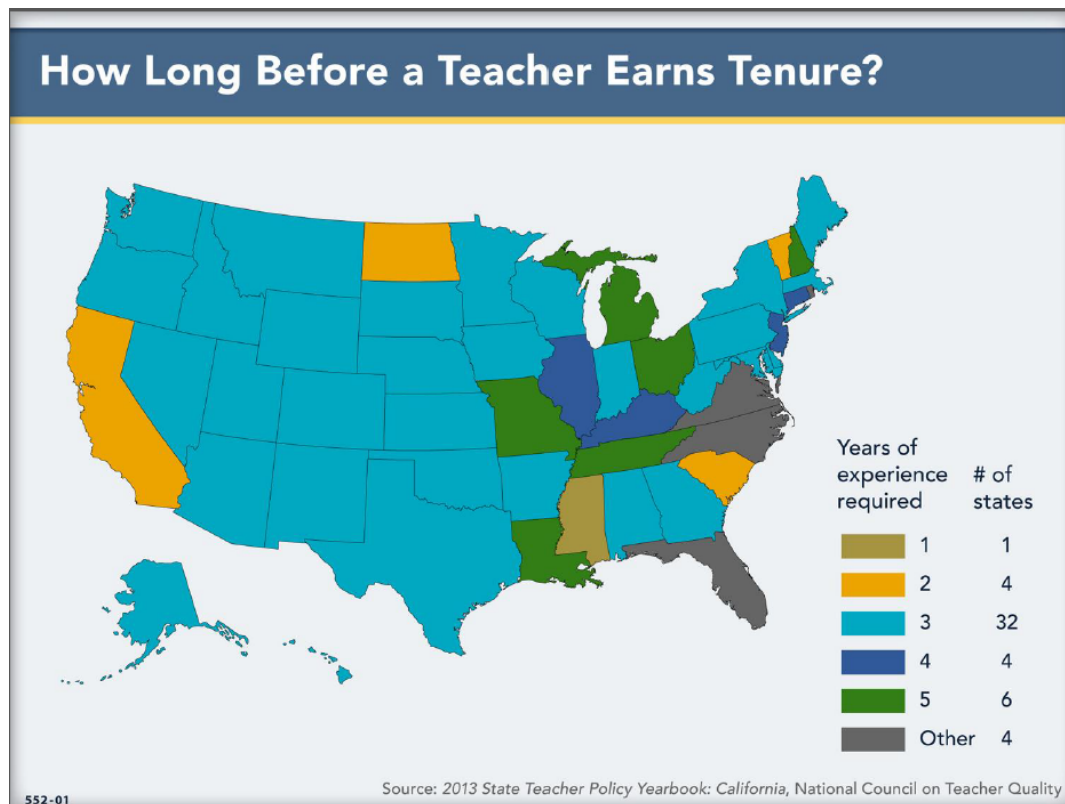 How Long Before a Teacher Earns Tenure?
Years of
experience # of
required states
1 1
2 4
3 32
4 4
5 6
Other 4
Source: 2013 State Teacher Policy Yearbook: California, National Council on Teacher Quality
552-01